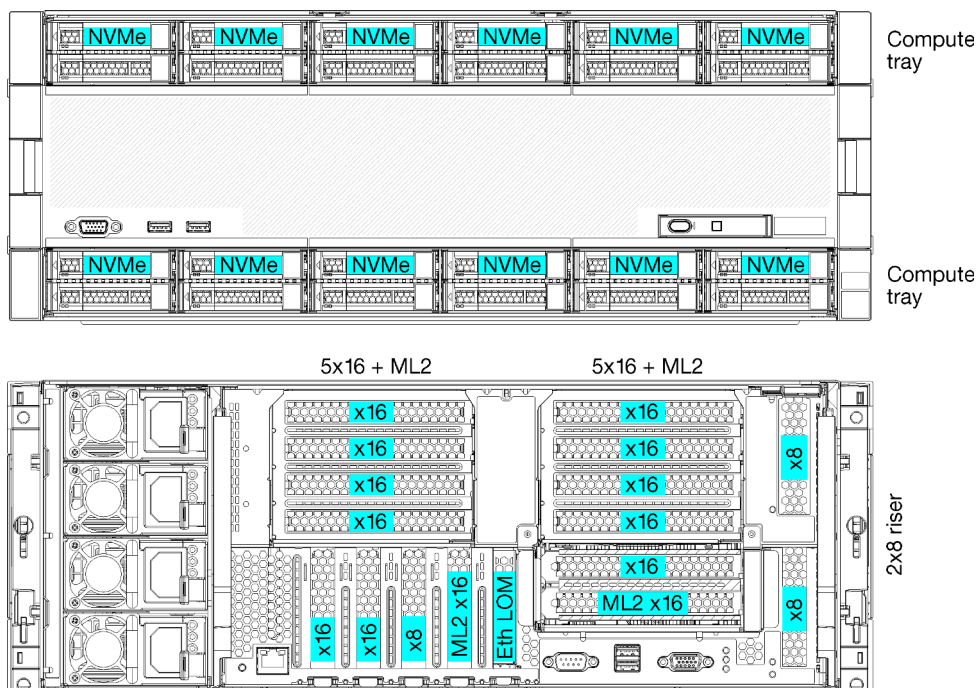 NVMe NVMe NVMe NVMe NVMe NVMe
Compute
tray
NVMe NVMe NVMe NVMe NVMe NVMe
Compute
tray
5x16 + ML2
5x16 + ML2
x16
x16
x16
x16
x16
x16
x16
x16
x8
x16
ML2 x16
x8
x16
x16
x8
ML2 x16
Eth LOM
2x8 riser